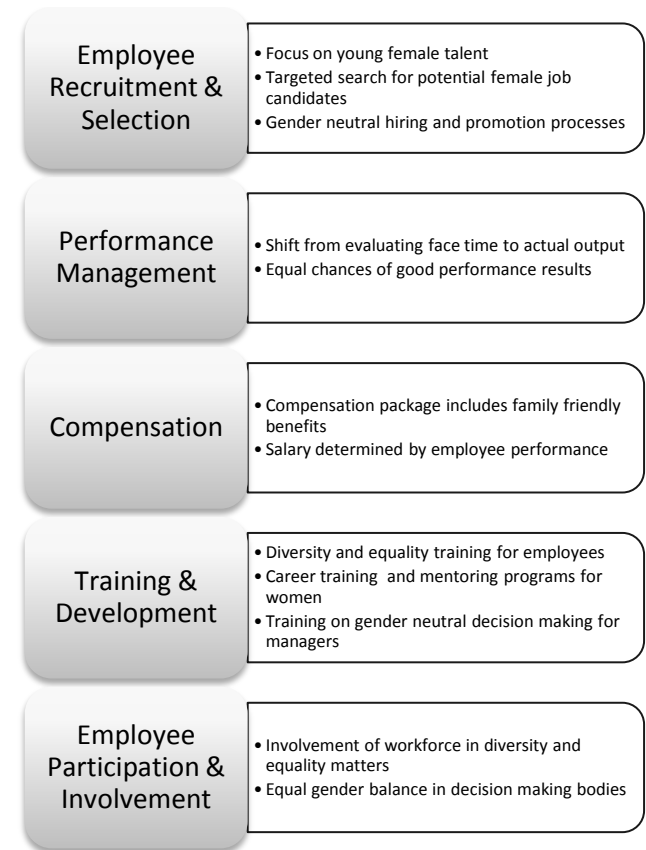 Employee
Recruitment &
Selection
• Focus on young female talent
• Targeted search for potential female job
candidates
• Gender neutral hiring and promotion processes
Performance
Management
• Shift from evaluating face time to actual output
• Equal chances of good performance results
Compensation
• Compensation package includes family friendly
benefits
• Salary determined by employee performance
Training &
Development
• Diversity and equality training for employees
• Career training and mentoring programs for
women
• Training on gender neutral decision making for
managers
Employee
Participation &
Involvement
• Involvement of workforce in diversity and
equality matters
• Equal gender balance in decision making bodies